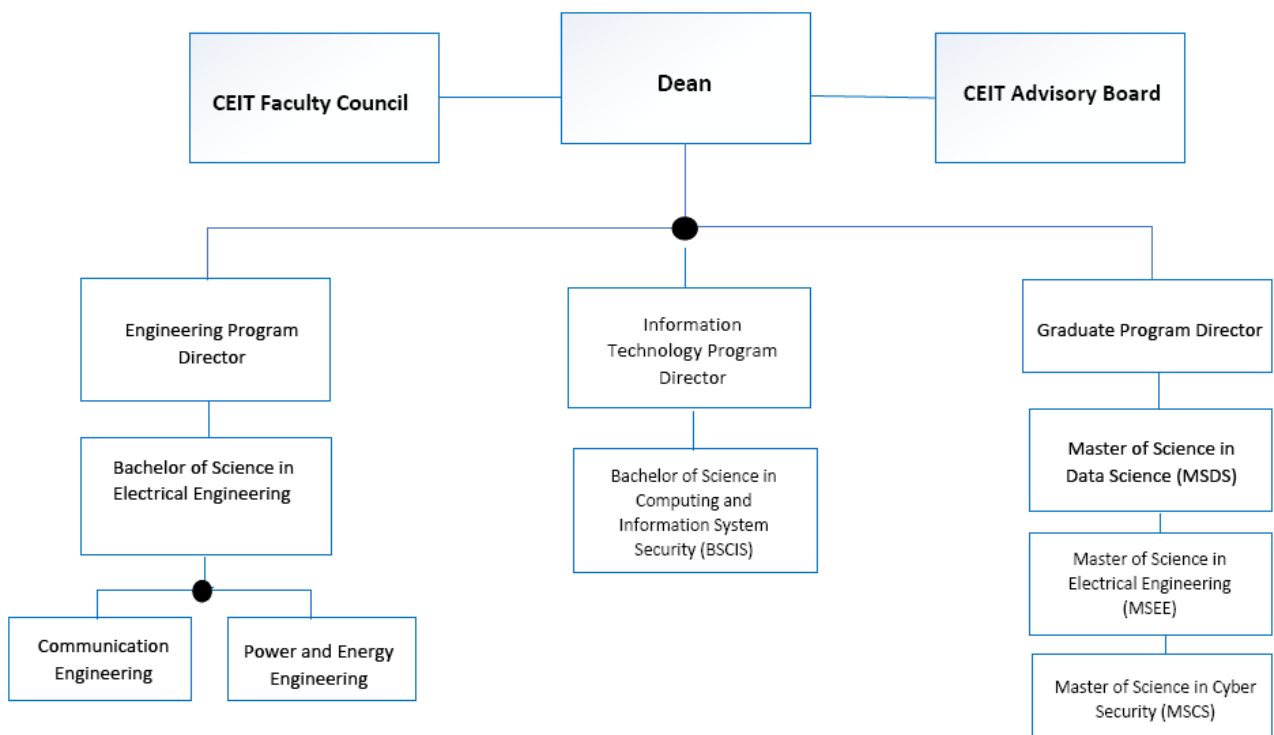 CEIT Faculty Council
Dean
CEIT Advisory Board
Engineering Program
Director
Information
Technology Program
Director
Graduate Program Director
Bachelor of Science in
Electrical Engineering
Bachelor of Science in
Computing and
Information System
Security (BSCIS)
Master of Science in
Data Science (MSDS)
Master of Science in
Electrical Engineering
(MSEE)
Communication
Engineering
Power and Energy
Engineering
Master of Science in Cyber
Security (MSCS)